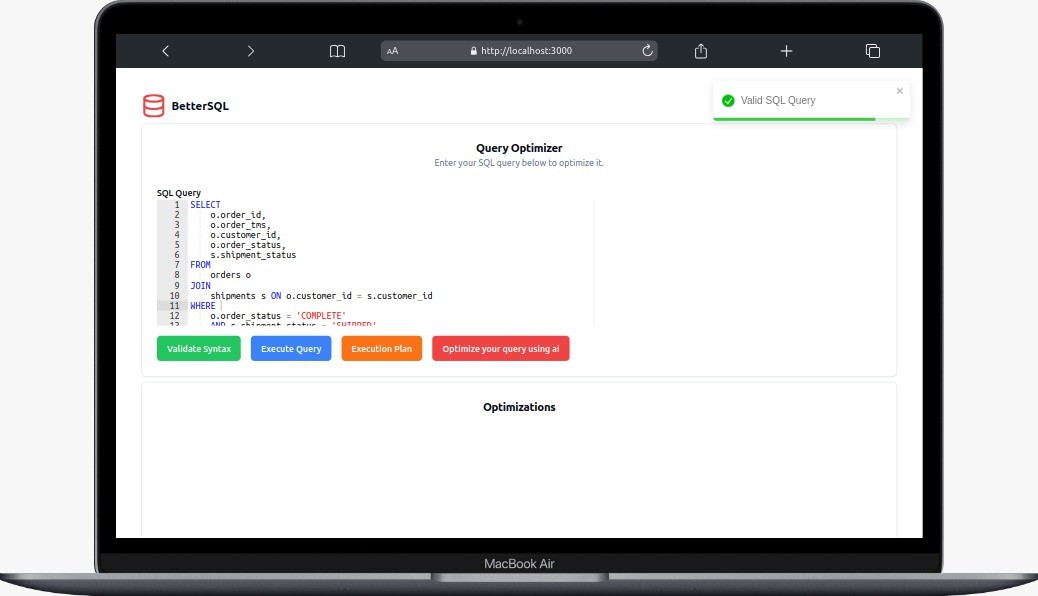 AA http://localhost:3000
BetterSQL
Valid SQL Query
Query Optimizer
Enter your SQL query below to optimize it.
SQL Query
1 SELECT
2 o.order_id,
3 o.order_tms,
4 o.customer_id,
5 o.order_status,
6 s.shipment_status
7 FROM
8 orders o
9 JOIN
10 shipments s ON o.customer_id = s.customer_id
11 WHERE
12 o.order_status = 'COMPLETE'
13 AND s.shipment_status = 'SHIPPED'
Validate Syntax Execute Query Execution Plan Optimize your query using ai
Optimizations
MacBook Air